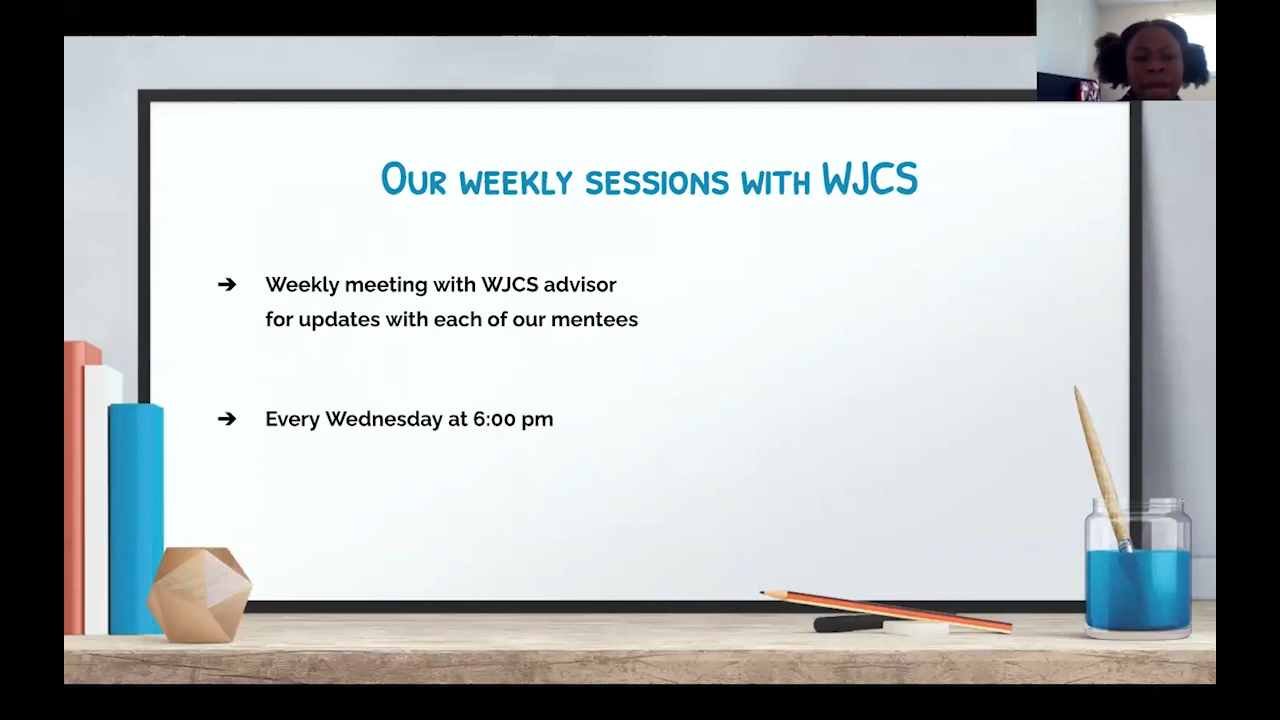 Our weekly sessions with WJCS
➔ Weekly meeting with WJCS advisor
for updates with each of our mentees
➔ Every Wednesday at 6:00 pm